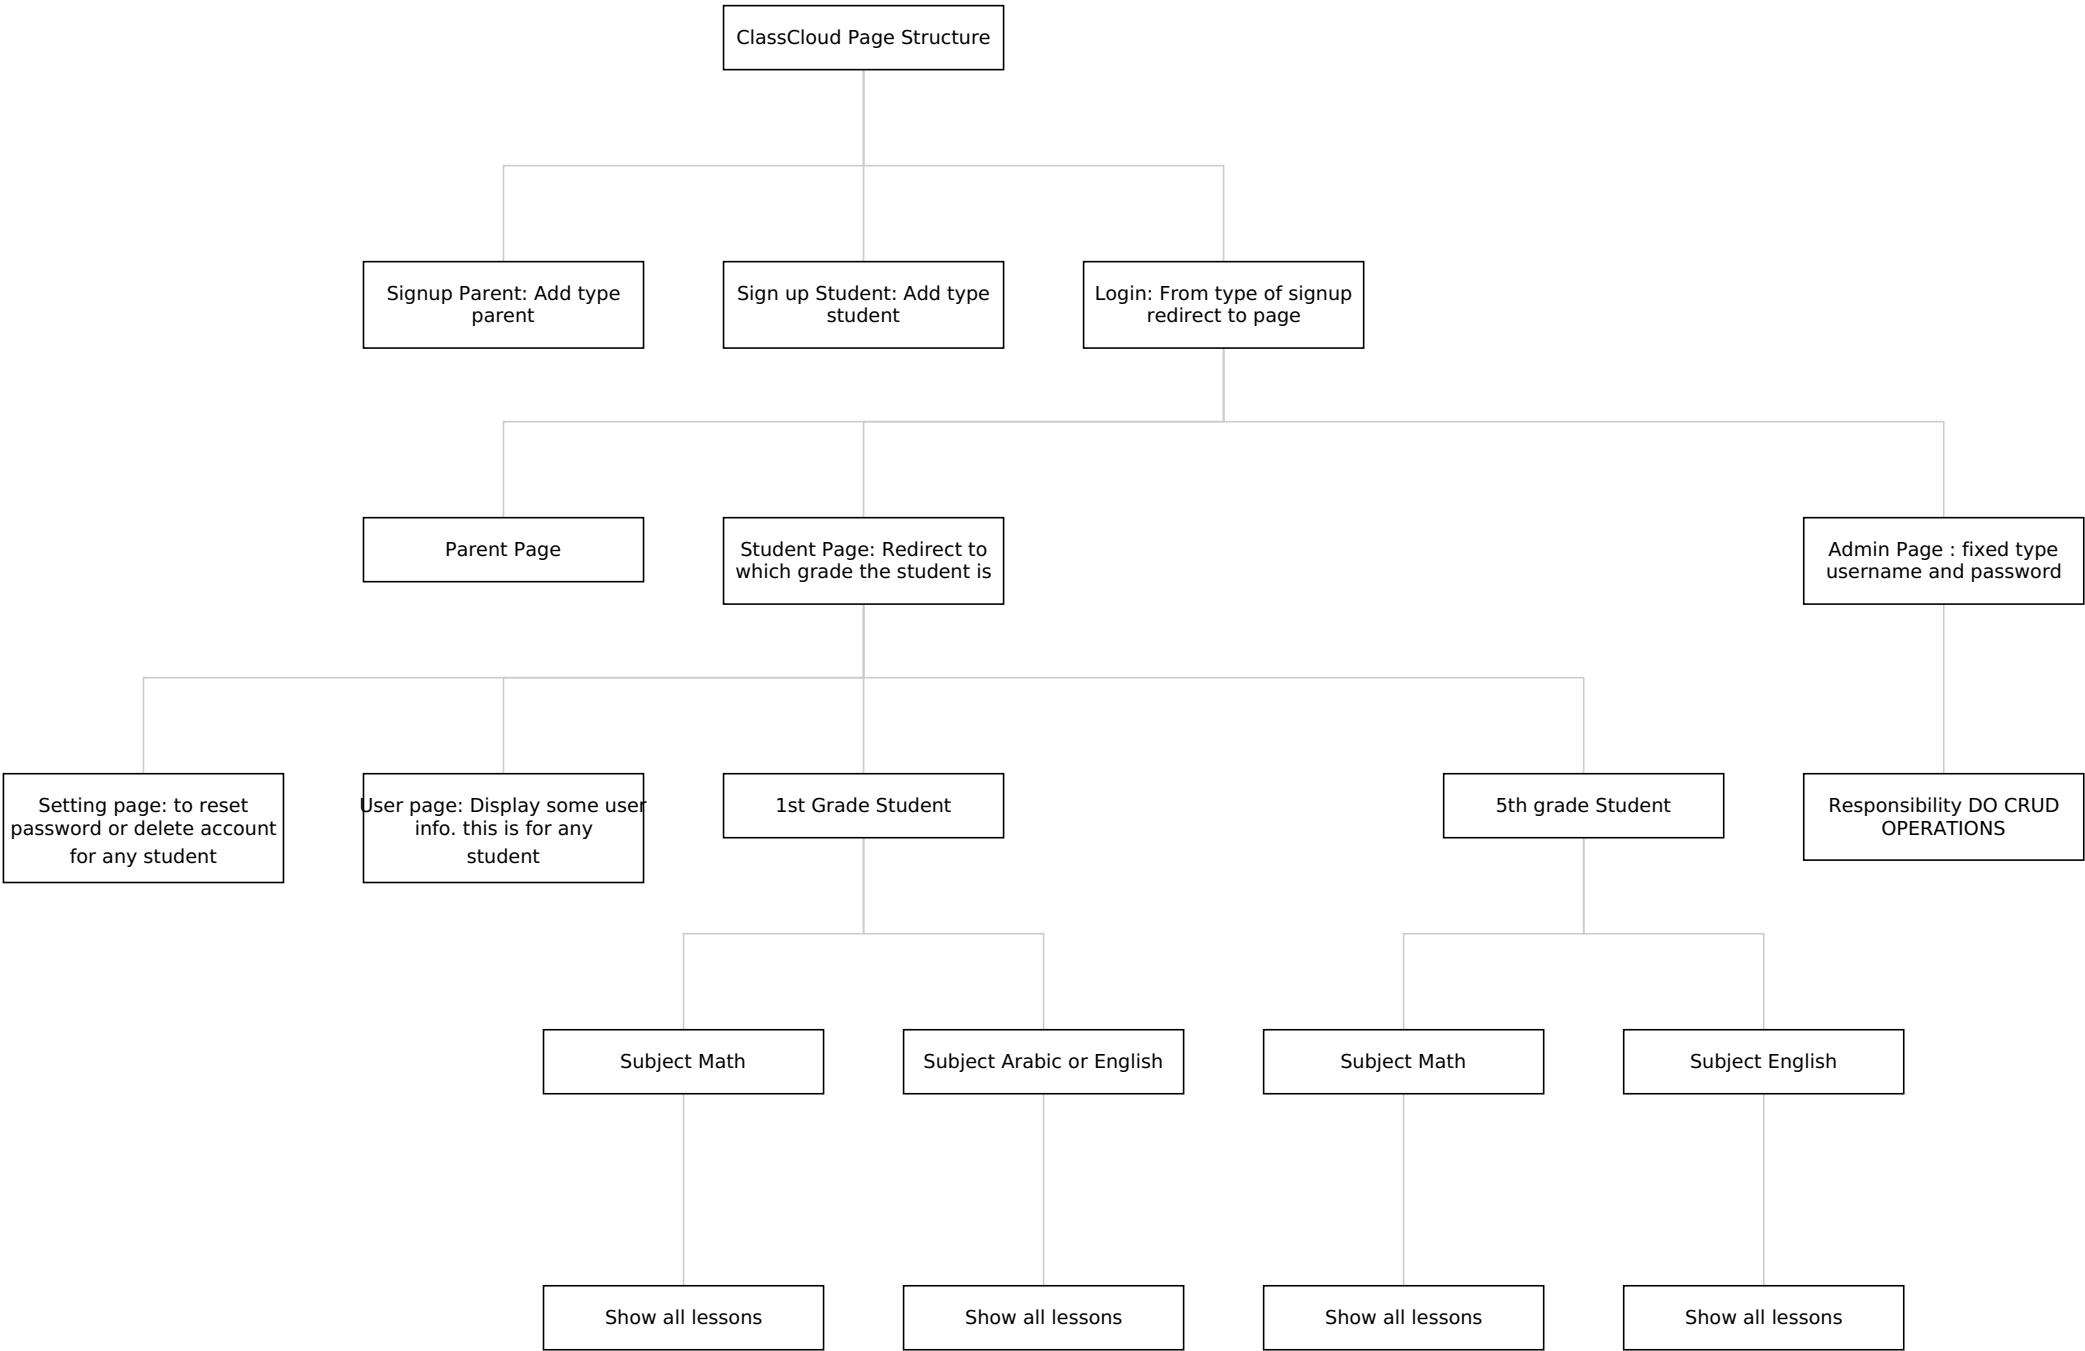 ClassCloud Page Structure
Signup Parent: Add type
parent
Sign up Student: Add type
student
Login: From type of signup
redirect to page
Parent Page
Student Page: Redirect to
which grade the student is
Admin Page : fixed type
username and password
Setting page: to reset
password or delete account
for any student
User page: Display some user
info. this is for any
student
1st Grade Student
5th grade Student
Responsibility DO CRUD
OPERATIONS
Subject Math
Subject Arabic or English
Subject Math
Subject English
Show all lessons
Show all lessons
Show all lessons
Show all lessons